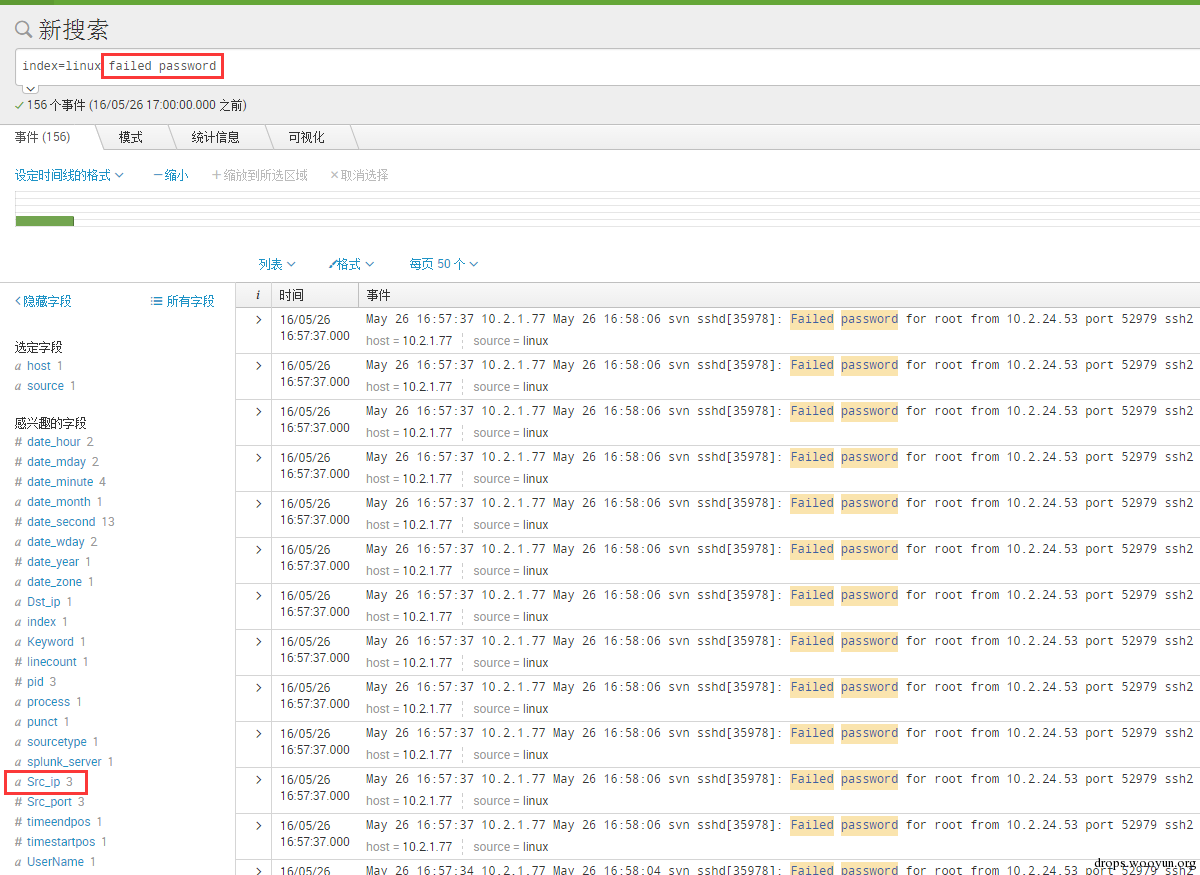 新搜索
index=linux failed password
156 个事件 (16/05/26 17:00:00.000 之前)
事件 (156) 模式 统计信息 可视化
设定时间线的格式 一缩小 +缩放到所选区域 ×取消选择
列表 格式 每页 50 个
隐藏字段 所有字段
选定字段
a host 1
a source 1
感兴趣的字段
# date_hour 2
# date_mday 2
# date_minute 4
a date_month 1
# date_second 13
a date_wday 2
# date_year 1
a date_zone 1
a Dst_ip 1
a index 1
a Keyword 1
# linecount 1
# pid 3
a process 1
a punct 1
a sourcetype 1
a splunk_server 1
a Src_ip 3
# Src_port 3
# timeendpos 1
# timestartpos 1
a UserName 1
i 时间 事件
16/05/26 May 26 16:57:37 10.2.1.77 May 26 16:58:06 svn sshd[35978]: Failed password for root from 10.2.24.53 port 52979 ssh2
16:57:37.000 host = 10.2.1.77 source = linux
16/05/26 May 26 16:57:37 10.2.1.77 May 26 16:58:06 svn sshd[35978]: Failed password for root from 10.2.24.53 port 52979 ssh2
16:57:37.000 host = 10.2.1.77 source = linux
16/05/26 May 26 16:57:37 10.2.1.77 May 26 16:58:06 svn sshd[35978]: Failed password for root from 10.2.24.53 port 52979 ssh2
16:57:37.000 host = 10.2.1.77 source = linux
16/05/26 May 26 16:57:37 10.2.1.77 May 26 16:58:06 svn sshd[35978]: Failed password for root from 10.2.24.53 port 52979 ssh2
16:57:37.000 host = 10.2.1.77 source = linux
16/05/26 May 26 16:57:37 10.2.1.77 May 26 16:58:06 svn sshd[35978]: Failed password for root from 10.2.24.53 port 52979 ssh2
16:57:37.000 host = 10.2.1.77 source = linux
16/05/26 May 26 16:57:37 10.2.1.77 May 26 16:58:06 svn sshd[35978]: Failed password for root from 10.2.24.53 port 52979 ssh2
16:57:37.000 host = 10.2.1.77 source = linux
16/05/26 May 26 16:57:37 10.2.1.77 May 26 16:58:06 svn sshd[35978]: Failed password for root from 10.2.24.53 port 52979 ssh2
16:57:37.000 host = 10.2.1.77 source = linux
16/05/26 May 26 16:57:37 10.2.1.77 May 26 16:58:06 svn sshd[35978]: Failed password for root from 10.2.24.53 port 52979 ssh2
16:57:37.000 host = 10.2.1.77 source = linux
16/05/26 May 26 16:57:37 10.2.1.77 May 26 16:58:06 svn sshd[35978]: Failed password for root from 10.2.24.53 port 52979 ssh2
16:57:37.000 host = 10.2.1.77 source = linux
16/05/26 May 26 16:57:37 10.2.1.77 May 26 16:58:06 svn sshd[35978]: Failed password for root from 10.2.24.53 port 52979 ssh2
16:57:37.000 host = 10.2.1.77 source = linux
16/05/26 May 26 16:57:37 10.2.1.77 May 26 16:58:06 svn sshd[35978]: Failed password for root from 10.2.24.53 port 52979 ssh2
16:57:37.000 host = 10.2.1.77 source = linux
16/05/26 May 26 16:57:37 10.2.1.77 May 26 16:58:06 svn sshd[35978]: Failed password for root from 10.2.24.53 port 52979 ssh2
16:57:37.000 host = 10.2.1.77 source = linux
16/05/26 May 26 16:57:34 10.2.1.77 May 26 16:58:04 svn sshd[35978]: Failed password for root from 10.2.24.53 port 52979 ssh2
drops.wooyun.org